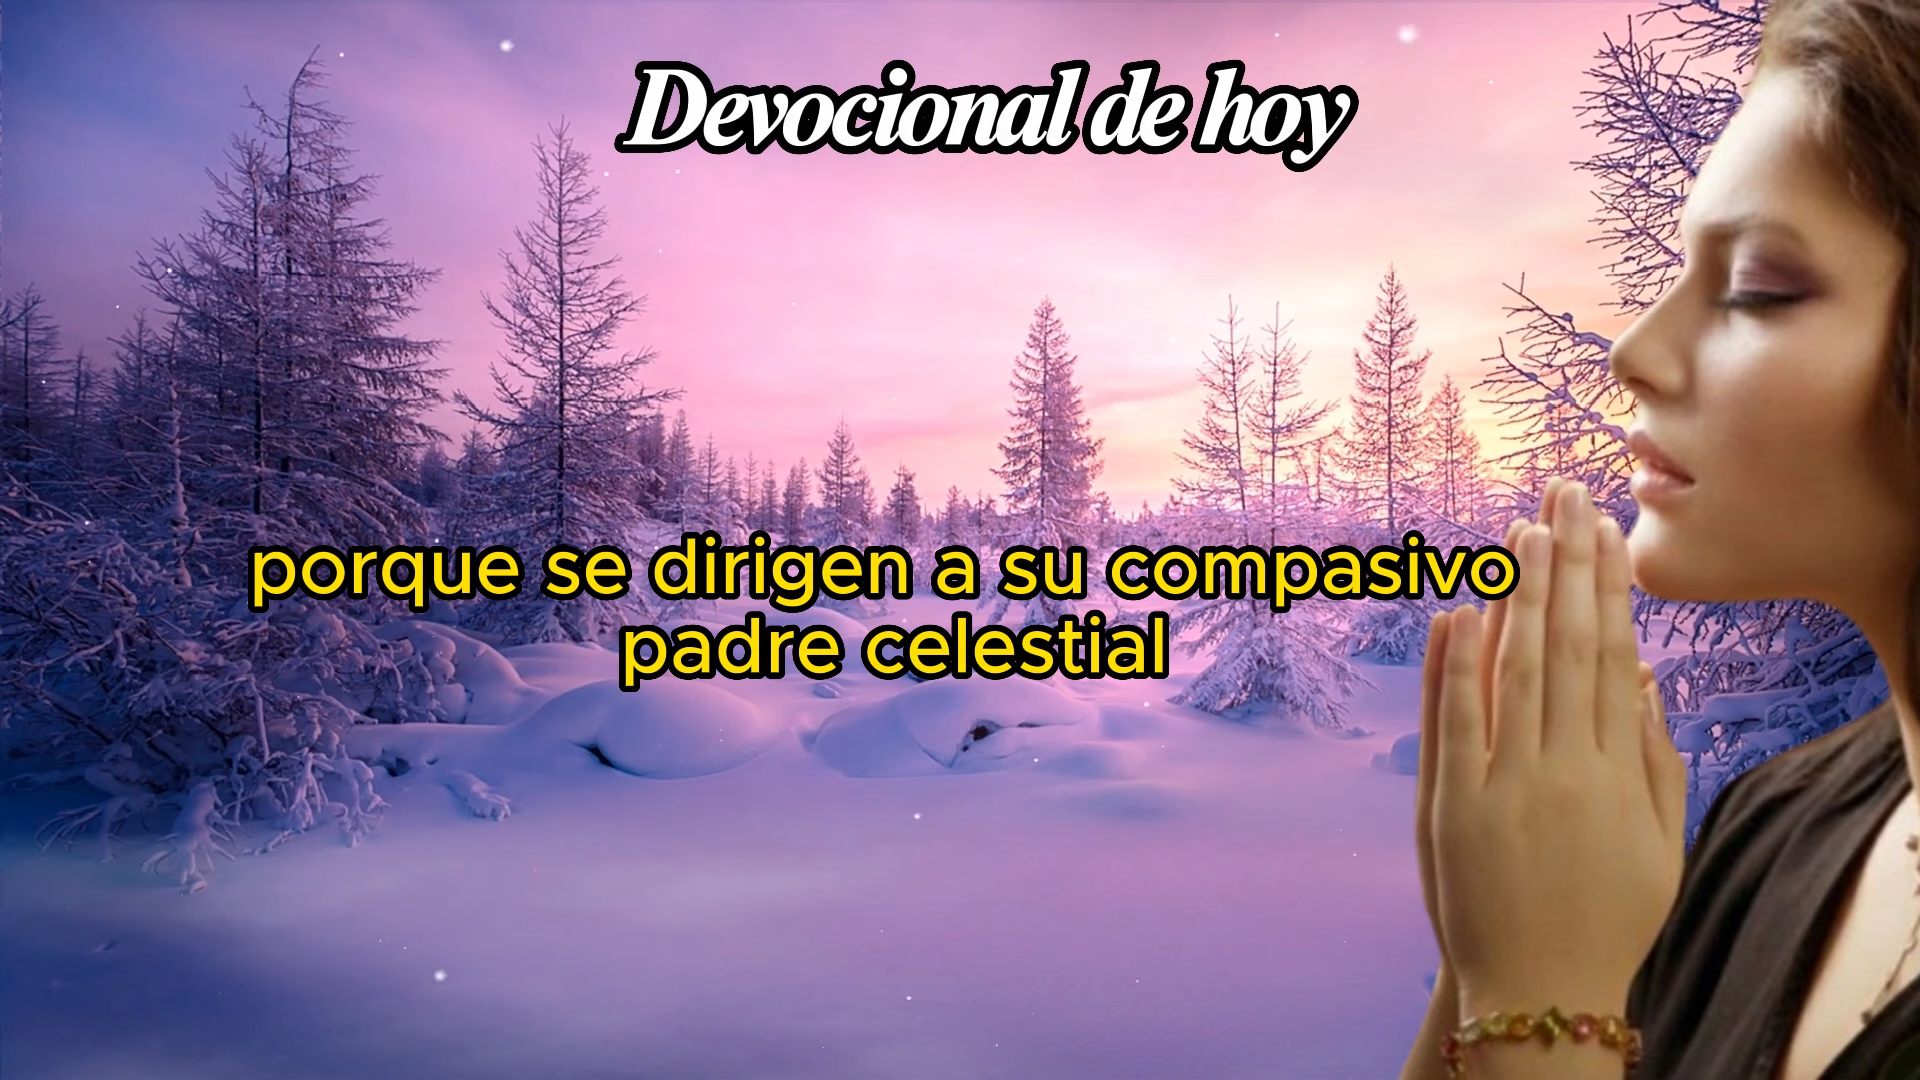 Devocional de hoy
porque se dirigen a su compasivo
padre celestial